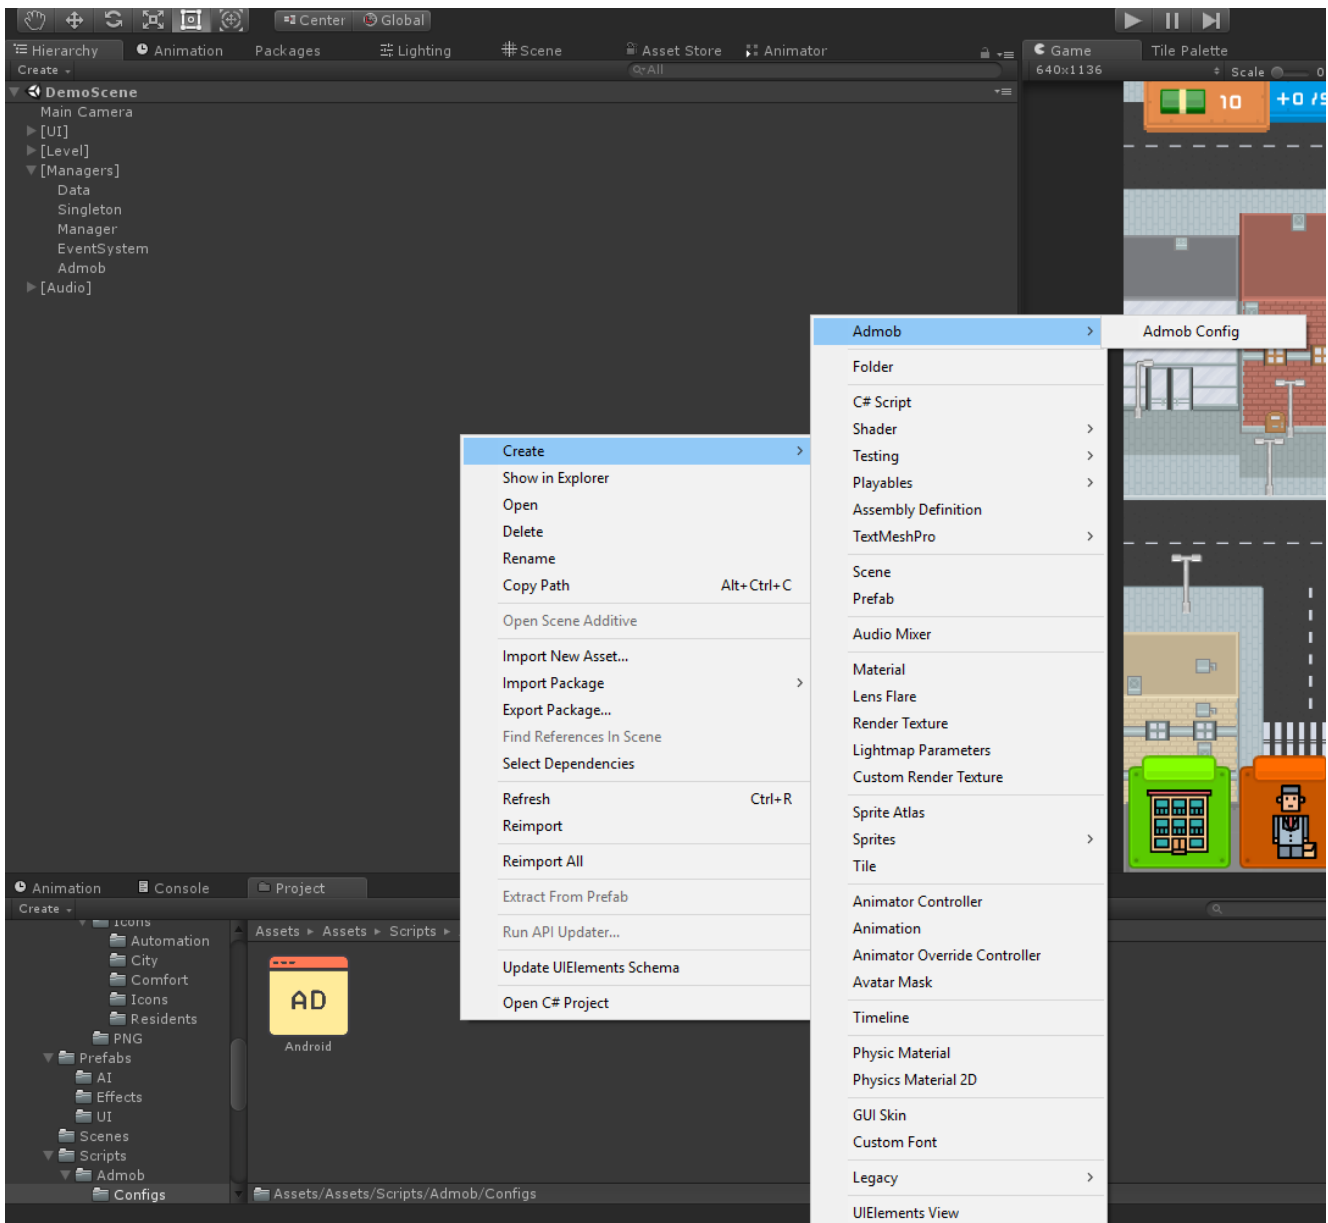 Center Global
Hierarchy Animation Packages Lighting Scene Asset Store Animator Game Tile Palette
Create All 640x1136 Scale 0
DemoScene
Main Camera
[UI]
[Level]
[Managers]
Data
Singleton
Manager
EventSystem
Admob
[Audio]
10 +0 /s
Admob
Admob Config
Folder
C# Script
Shader
Testing
Playables
Assembly Definition
TextMeshPro
Scene
Prefab
Audio Mixer
Material
Lens Flare
Render Texture
Lightmap Parameters
Custom Render Texture
Sprite Atlas
Sprites
Tile
Animator Controller
Animation
Animator Override Controller
Avatar Mask
Timeline
Physic Material
Physics Material 2D
GUI Skin
Custom Font
Legacy
UIElements View
Create
Show in Explorer
Open
Delete
Rename
Copy Path Alt+Ctrl+C
Open Scene Additive
Import New Asset...
Import Package
Export Package...
Find References In Scene
Select Dependencies
Refresh Ctrl+R
Reimport
Reimport All
Extract From Prefab
Run API Updater...
Update UIElements Schema
Open C# Project
Animation Console Project
Create
Icons
Automation
City
Comfort
Icons
Residents
PNG
Prefabs
AI
Effects
UI
Scenes
Scripts
Admob
Configs
Assets ▸ Assets ▸ Scripts ▸
AD
Android
Assets/Assets/Scripts/Admob/Configs